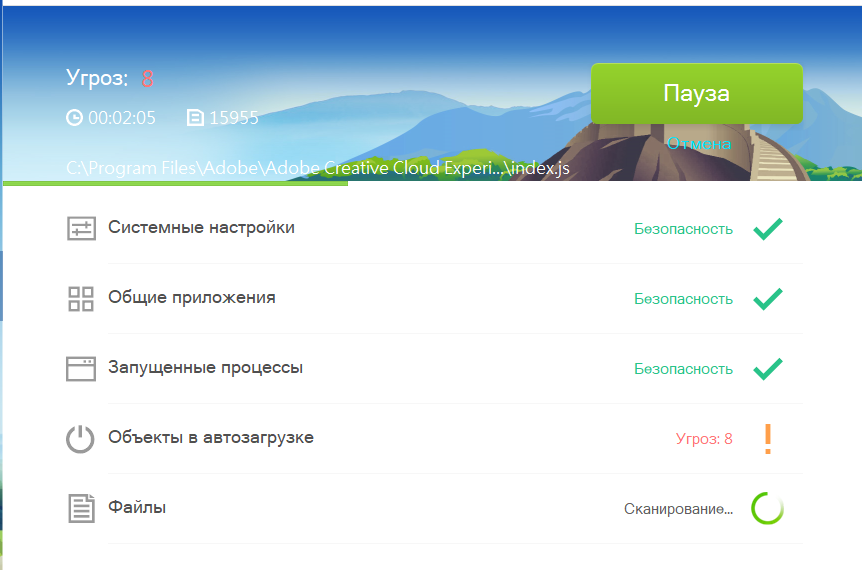 Угроз: 8
Пауза
00:02:05 15955
Отмена
C:\Program Files\Adobe\Adobe Creative Cloud Experi...\index.js
Системные настройки Безопасность
Общие приложения Безопасность
Запущенные процессы Безопасность
Объекты в автозагрузке Угроз: 8
Файлы Сканирование...